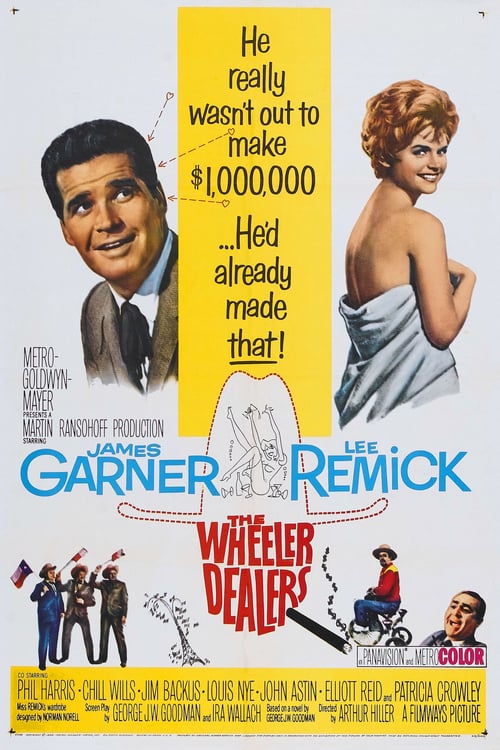 He
really
wasn't out to
make
$1,000,000
...He'd
already
made
that!
METRO-
GOLDWYN-
MAYER
PRESENTS A
MARTIN RANSOHOFF PRODUCTION
STARRING
JAMES
GARNER
LEE
REMICK
THE
WHEELER
DEALERS
in PANAVISION and METROCOLOR
CO STARRING
PHIL HARRIS · CHILL WILLS · JIM BACKUS · LOUIS NYE · JOHN ASTIN · ELLIOTT REID and PATRICIA CROWLEY
Miss REMICK's wardrobe
designed by NORMAN NORELL
Screen Play
by GEORGE J.W. GOODMAN and IRA WALLACH
Based on a novel by
GEORGE J.W. GOODMAN
Directed
by ARTHUR HILLER
A FILMWAYS PICTURE